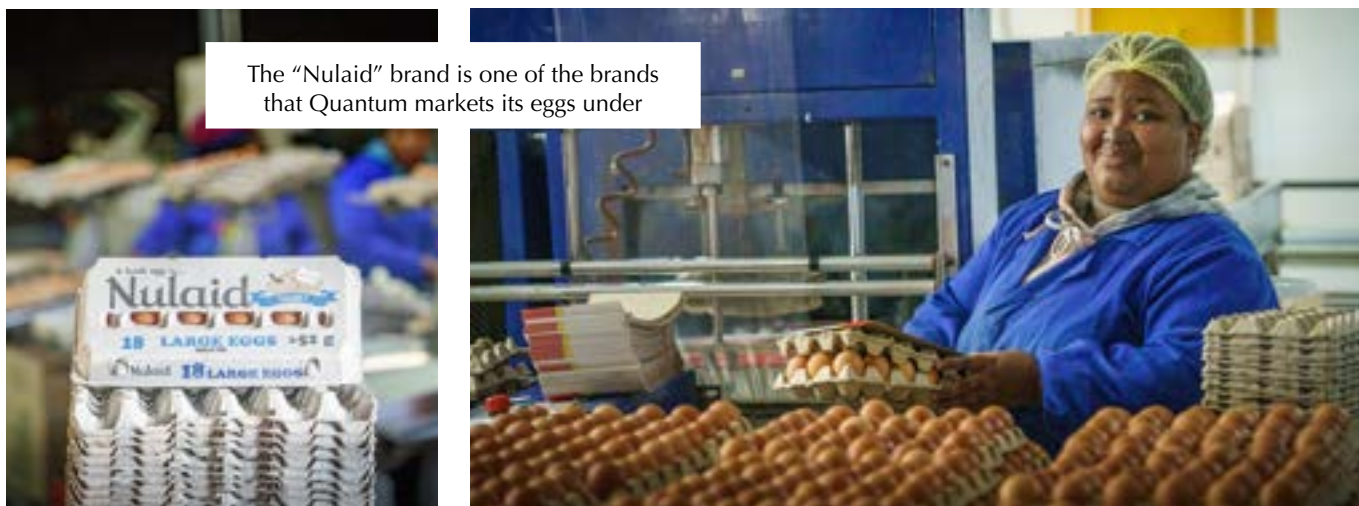 The “Nulaid” brand is one of the brands
that Quantum markets its eggs under
Nulaid
18 LARGE EGGS >51 g
Nulaid 18 LARGE EGGS